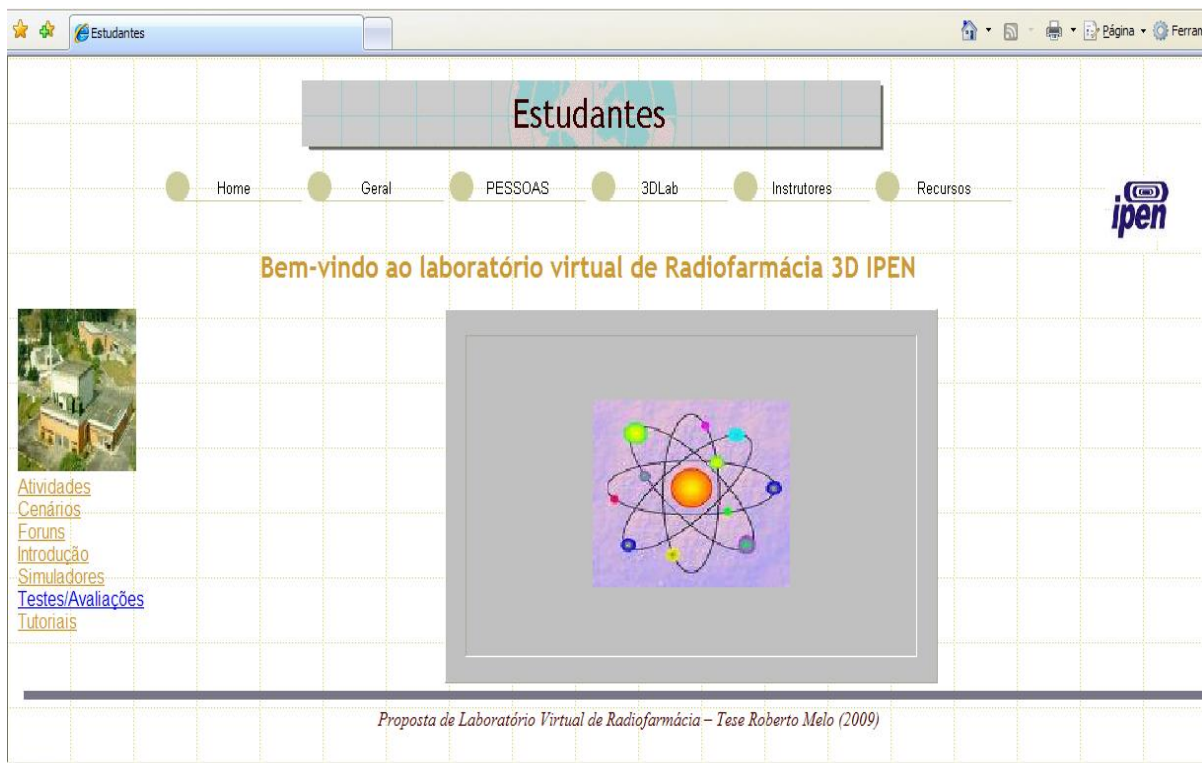 Estudantes
Página
Ferran
Estudantes
Home
Geral
PESSOAS
3DLab
Instrutores
Recursos
ipen
Bem-vindo ao laboratório virtual de Radiofarmácia 3D IPEN
Atividades
Cenários
Foruns
Introdução
Simuladores
Testes/Avaliações
Tutoriais
Proposta de Laboratório Virtual de Radiofarmácia – Tese Roberto Melo (2009)